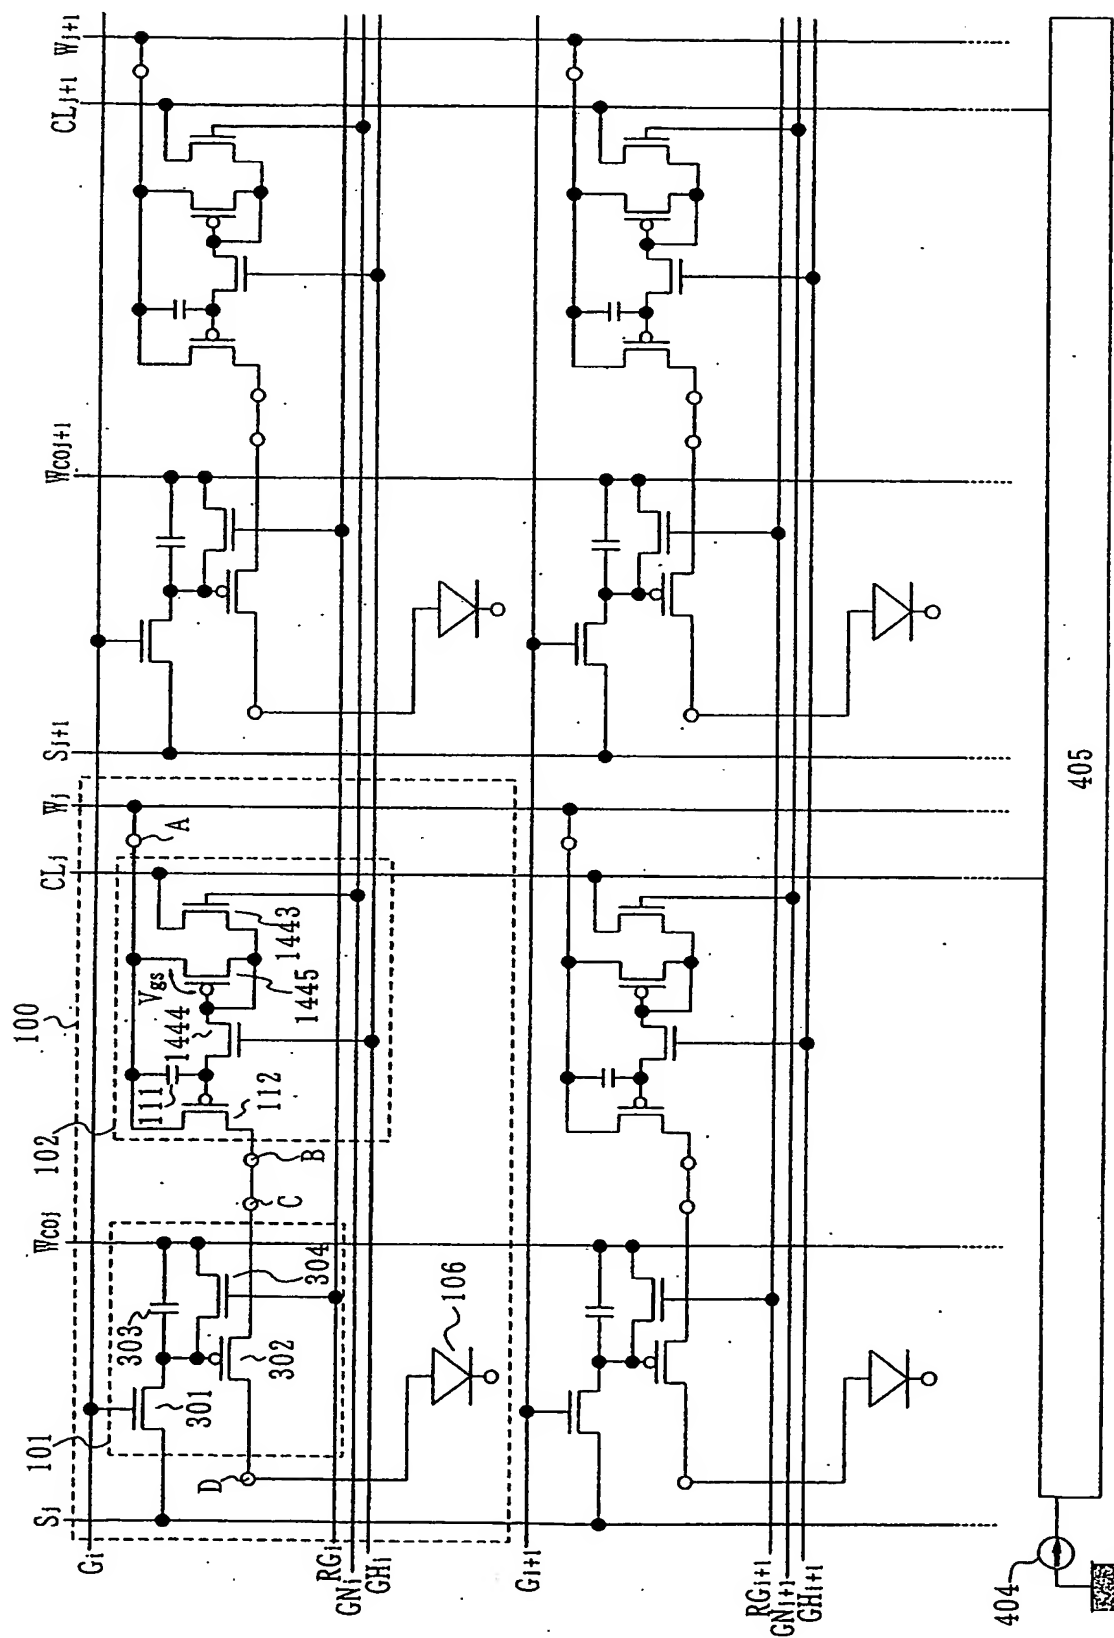 100
102
101
Sj
WCOj
CLj
Wj
Sj+1
WCOj+1
CLj+1
Wj+1
Gi
301
303
304
302
111
112
1444
Vgs
1445
1443
A
B
C
D
106
RGi
GNi
GHi
Gi+1
RGi+1
GNi+1
GHi+1
404
405